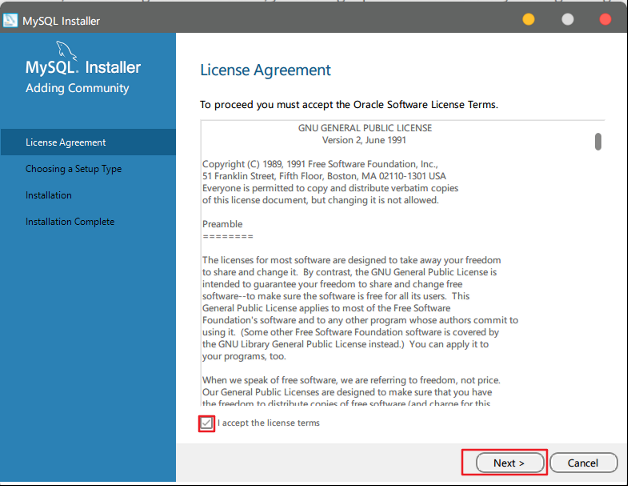 MySQL Installer
MySQL. Installer
Adding Community
License Agreement
Choosing a Setup Type
Installation
Installation Complete
License Agreement
To proceed you must accept the Oracle Software License Terms.
GNU GENERAL PUBLIC LICENSE
Version 2, June 1991
Copyright (C) 1989, 1991 Free Software Foundation, Inc.,
51 Franklin Street, Fifth Floor, Boston, MA 02110-1301 USA
Everyone is permitted to copy and distribute verbatim copies
of this license document, but changing it is not allowed.
Preamble
========
The licenses for most software are designed to take away your freedom
to share and change it.  By contrast, the GNU General Public License is
intended to guarantee your freedom to share and change free
software--to make sure the software is free for all its users.  This
General Public License applies to most of the Free Software
Foundation's software and to any other program whose authors commit to
using it.  (Some other Free Software Foundation software is covered by
the GNU Library General Public License instead.)  You can apply it to
your programs, too.
When we speak of free software, we are referring to freedom, not price.
Our General Public Licenses are designed to make sure that you have
the freedom to distribute copies of free software (and charge for this
I accept the license terms
Next >
Cancel